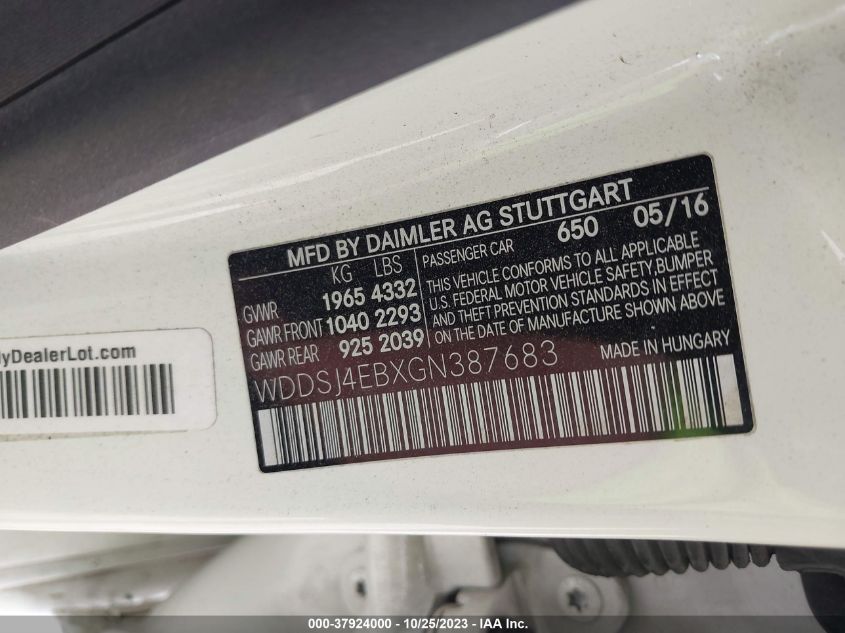 MFD BY DAIMLER AG STUTTGART
KG LBS
GVWR 1965 4332
GAWR FRONT 1040 2293
GAWR REAR 925 2039
PASSENGER CAR 650 05/16
THIS VEHICLE CONFORMS TO ALL APPLICABLE
U.S. FEDERAL MOTOR VEHICLE SAFETY,BUMPER
AND THEFT PREVENTION STANDARDS IN EFFECT
ON THE DATE OF MANUFACTURE SHOWN ABOVE
WDDSJ4EBXGN387683
MADE IN HUNGARY
yDealerLot.com
000-37924000 - 10/25/2023 - IAA Inc.